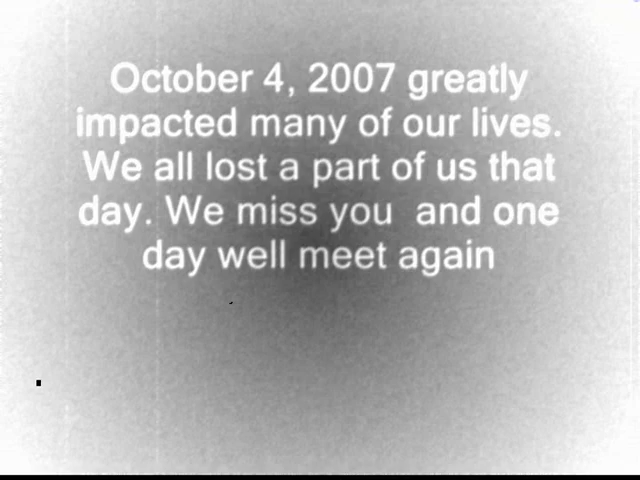 October 4, 2007 greatly
impacted many of our lives.
We all lost a part of us that
day. We miss you  and one
day well meet again